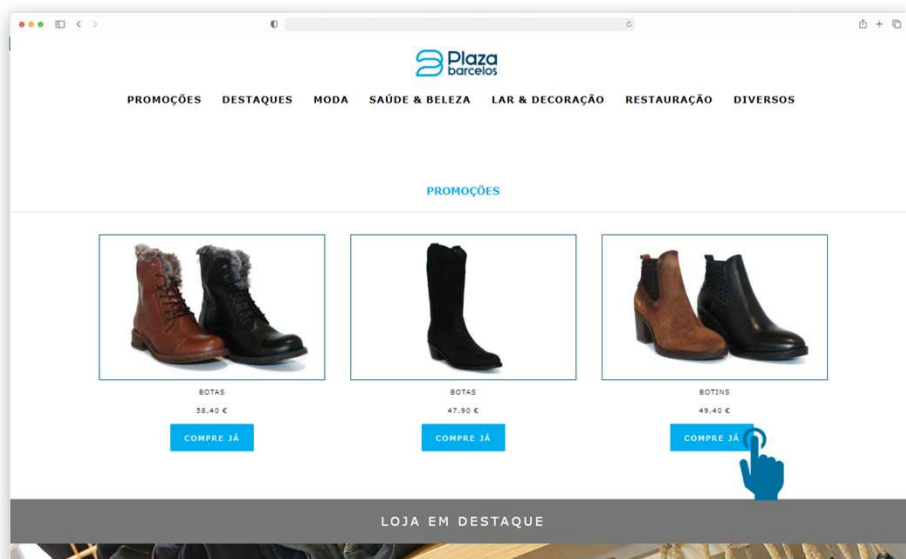 Plaza
barcelos
PROMOÇÕES DESTAQUES MODA SAÚDE & BELEZA LAR & DECORAÇÃO RESTAURAÇÃO DIVERSOS
PROMOÇÕES
BOTAS BOTAS BOTINS
58,40 € 47,90 € 49,40 €
COMPRE JÁ COMPRE JÁ COMPRE JÁ
LOJA EM DESTAQUE